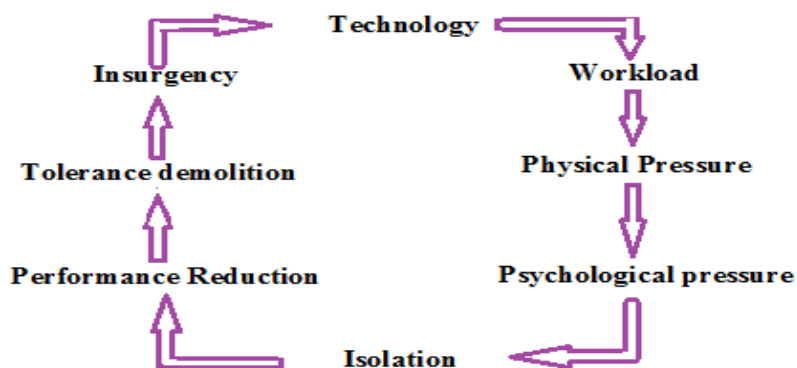 Technology
Workload
Physical Pressure
Psychological pressure
Isolation
Performance Reduction
Tolerance demolition
Insurgency